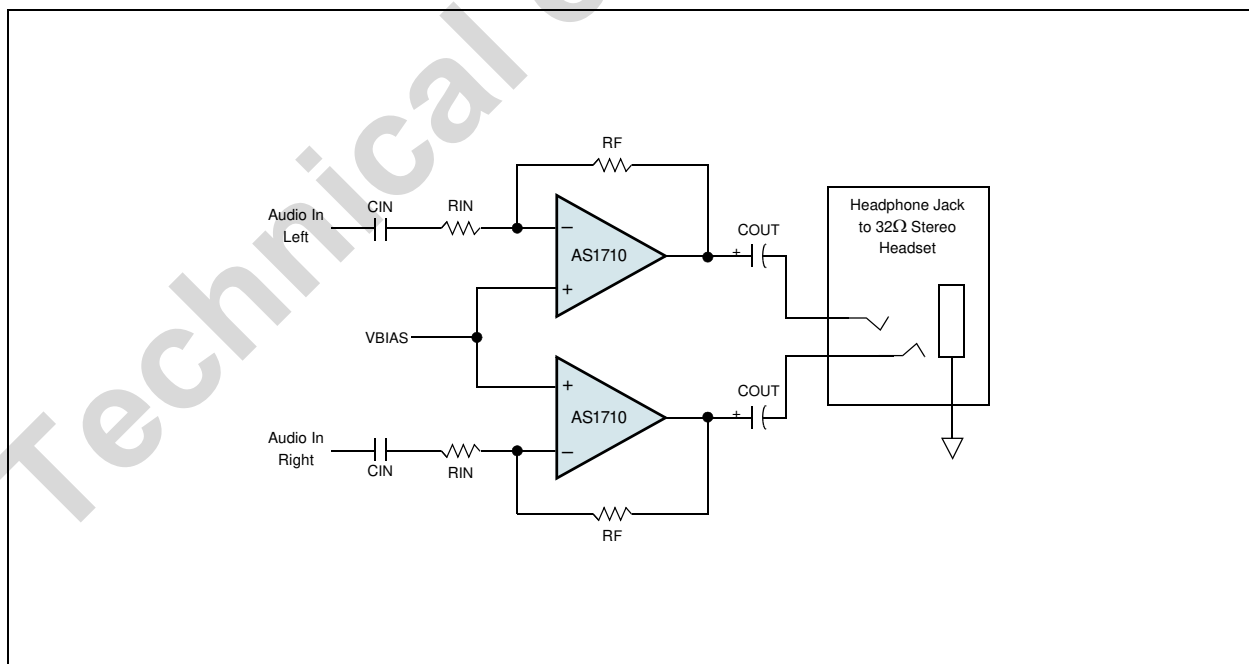 Technical
RF
Audio In
Left
CIN
RIN
−
AS1710
+
COUT
+
Headphone Jack
to 32Ω Stereo
Headset
VBIAS
+
AS1710
−
COUT
+
Audio In
Right
CIN
RIN
RF